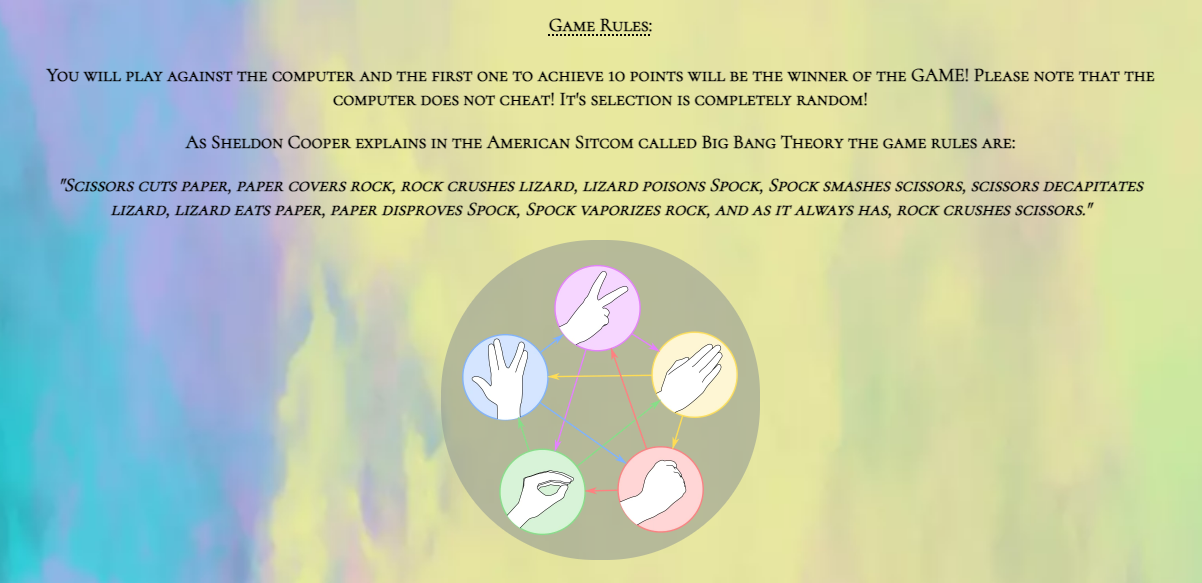 Game Rules:
You will play against the computer and the first one to achieve 10 points will be the winner of the GAME! Please note that the
computer does not cheat! It's selection is completely random!
As Sheldon Cooper explains in the American Sitcom called Big Bang Theory the game rules are:
"Scissors cuts paper, paper covers rock, rock crushes lizard, lizard poisons Spock, Spock smashes scissors, scissors decapitates
lizard, lizard eats paper, paper disproves Spock, Spock vaporizes rock, and as it always has, rock crushes scissors."